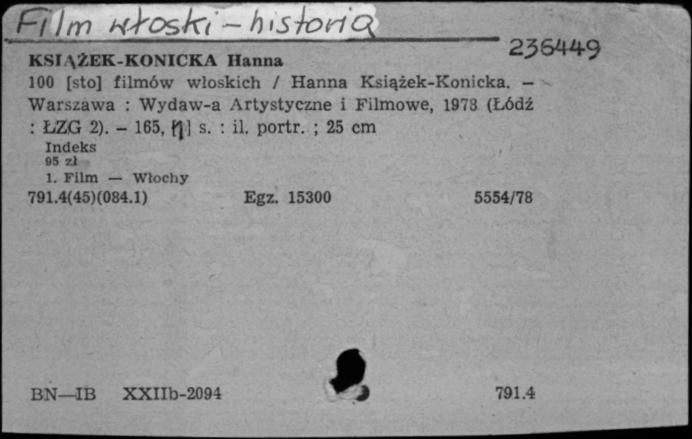 Film włoski – historia
236449
KSIĄŻEK-KONICKA Hanna
100 [sto] filmów włoskich / Hanna Książek-Konicka. –
Warszawa : Wydaw-a Artystyczne i Filmowe, 1978 (Łódź
: ŁZG 2). – 165, [1] s. : il. portr. ; 25 cm
Indeks
95 zł
1. Film — Włochy
791.4(45)(084.1) Egz. 15300 5554/78
BN—IB XXIIb-2094 791.4